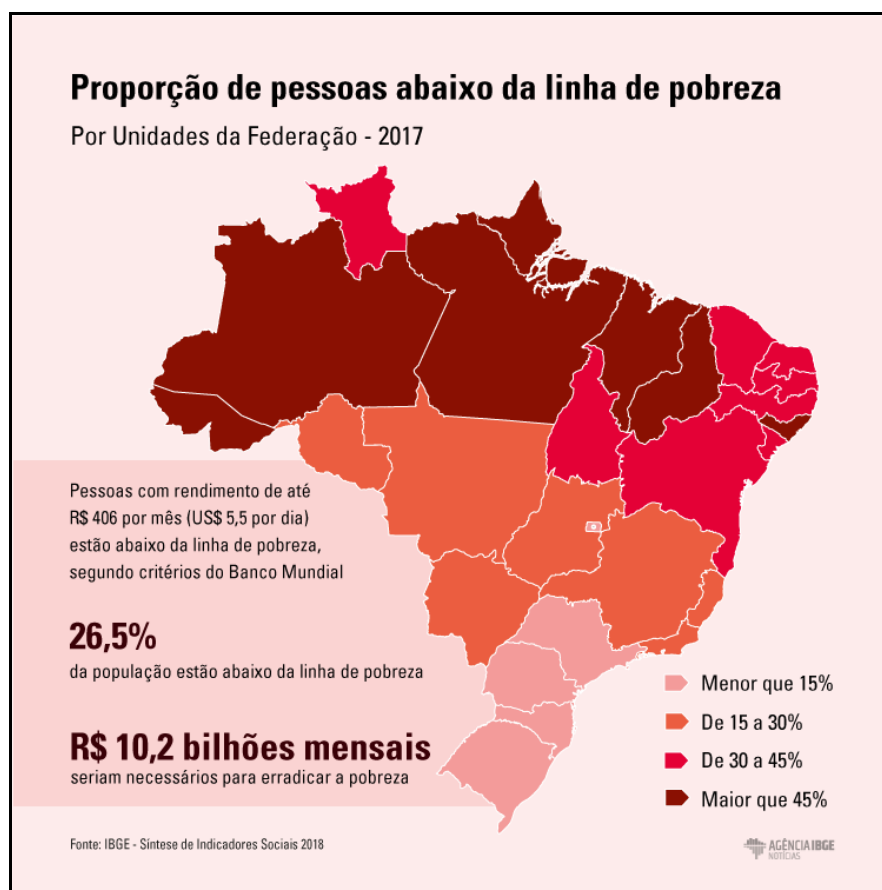 Proporção de pessoas abaixo da linha de pobreza
Por Unidades da Federação - 2017
Pessoas com rendimento de até
R$ 406 por mês (US$ 5,5 por dia)
estão abaixo da linha de pobreza,
segundo critérios do Banco Mundial
26,5%
da população estão abaixo da linha de pobreza
R$ 10,2 bilhões mensais
seriam necessários para erradicar a pobreza
Menor que 15%
De 15 a 30%
De 30 a 45%
Maior que 45%
Fonte: IBGE - Síntese de Indicadores Sociais 2018
AGÊNCIA IBGE
NOTÍCIAS